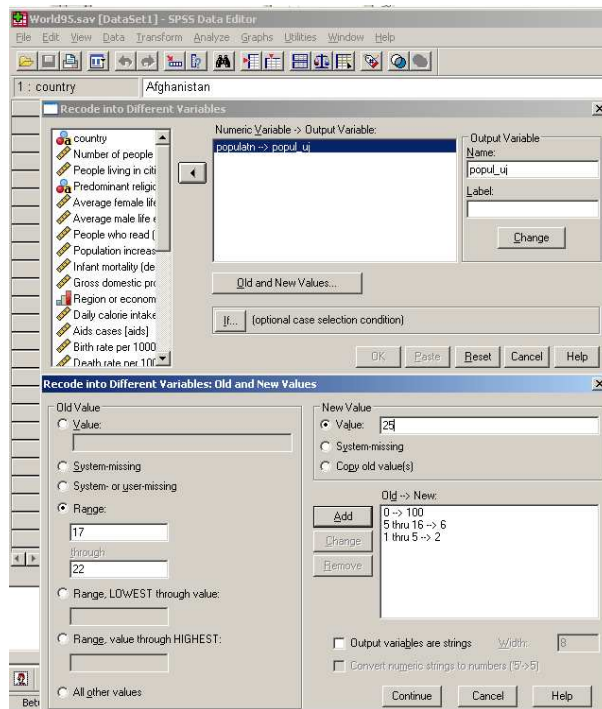 World95.sav [DataSet1] - SPSS Data Editor
File Edit View Data Transform Analyze Graphs Utilities Window Help
1 : country Afghanistan
Recode into Different Variables
country
Number of people
People living in citi
Predominant religic
Average female life
Average male life e
People who read (
Population increas
Infant mortality (de
Gross domestic pro
Region or econom
Daily calorie intake
Aids cases [aids]
Birth rate per 1000
Death rate per 100
Numeric Variable -> Output Variable:
populatn --> popul_uj
Output Variable
Name:
popul_uj
Label:
Change
Old and New Values...
If... (optional case selection condition)
OK Paste Reset Cancel Help
Recode into Different Variables: Old and New Values
Old Value
Value:
System-missing
System- or user-missing
Range:
17
through
22
Range, LOWEST through value:
Range, value through HIGHEST:
All other values
New Value
Value: 25
System-missing
Copy old value(s)
Old --> New:
Add
Change
Remove
0 --> 100
5 thru 16 --> 6
1 thru 5 --> 2
Output variables are strings Width: 8
Convert numeric strings to numbers ('5'->5)
Continue Cancel Help